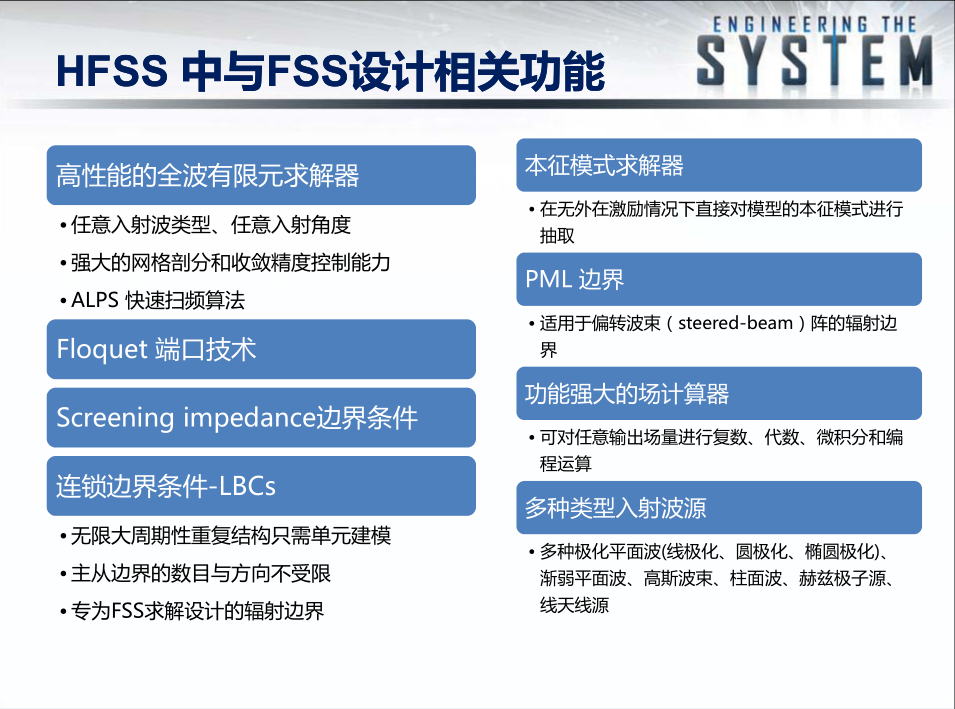 ENGINEERING THE
SYSTEM
HFSS 中与FSS设计相关功能
高性能的全波有限元求解器
•任意入射波类型、任意入射角度
•强大的网格剖分和收敛精度控制能力
•ALPS 快速扫频算法
Floquet 端口技术
Screening impedance边界条件
连锁边界条件-LBCs
•无限大周期性重复结构只需单元建模
•主从边界的数目与方向不受限
•专为FSS求解设计的辐射边界
本征模式求解器
•在无外在激励情况下直接对模型的本征模式进行
抽取
PML 边界
•适用于偏转波束（steered-beam）阵的辐射边
界
功能强大的场计算器
•可对任意输出场量进行复数、代数、微积分和编
程运算
多种类型入射波源
•多种极化平面波(线极化、圆极化、椭圆极化)、
渐弱平面波、高斯波束、柱面波、赫兹极子源、
线天线源